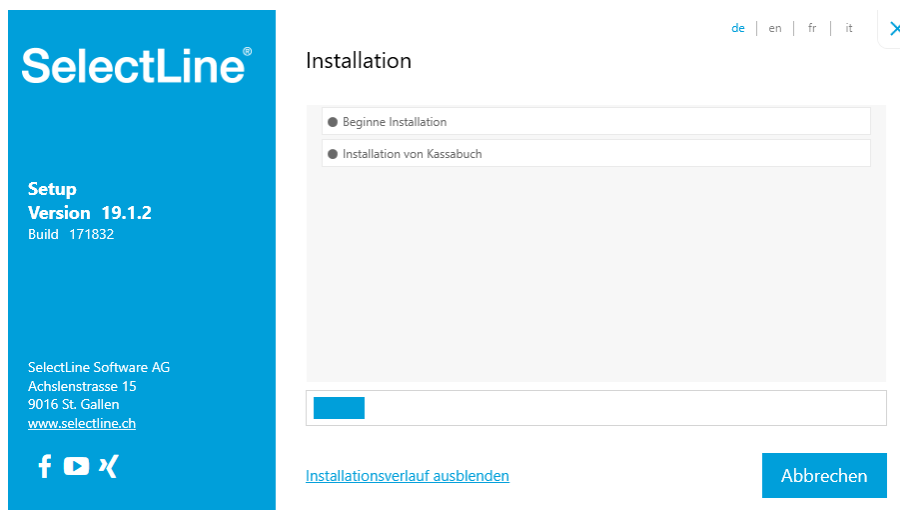 SelectLine®
Setup
Version 19.1.2
Build 171832
SelectLine Software AG
Achslenstrasse 15
9016 St. Gallen
www.selectline.ch
de | en | fr | it
Installation
Beginne Installation
Installation von Kassabuch
Installationsverlauf ausblenden
Abbrechen